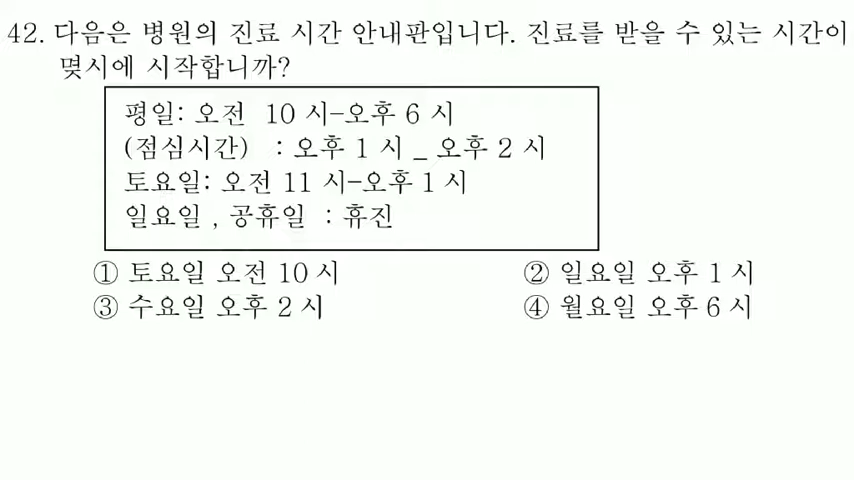 42. 다음은 병원의 진료 시간 안내판입니다. 진료를 받을 수 있는 시간이
몇시에 시작합니까?
평일: 오전 10 시-오후 6 시
(점심시간) : 오후 1 시 _ 오후 2 시
토요일: 오전 11 시-오후 1 시
일요일 , 공휴일 : 휴진
① 토요일 오전 10 시 ② 일요일 오후 1 시
③ 수요일 오후 2 시 ④ 월요일 오후 6 시